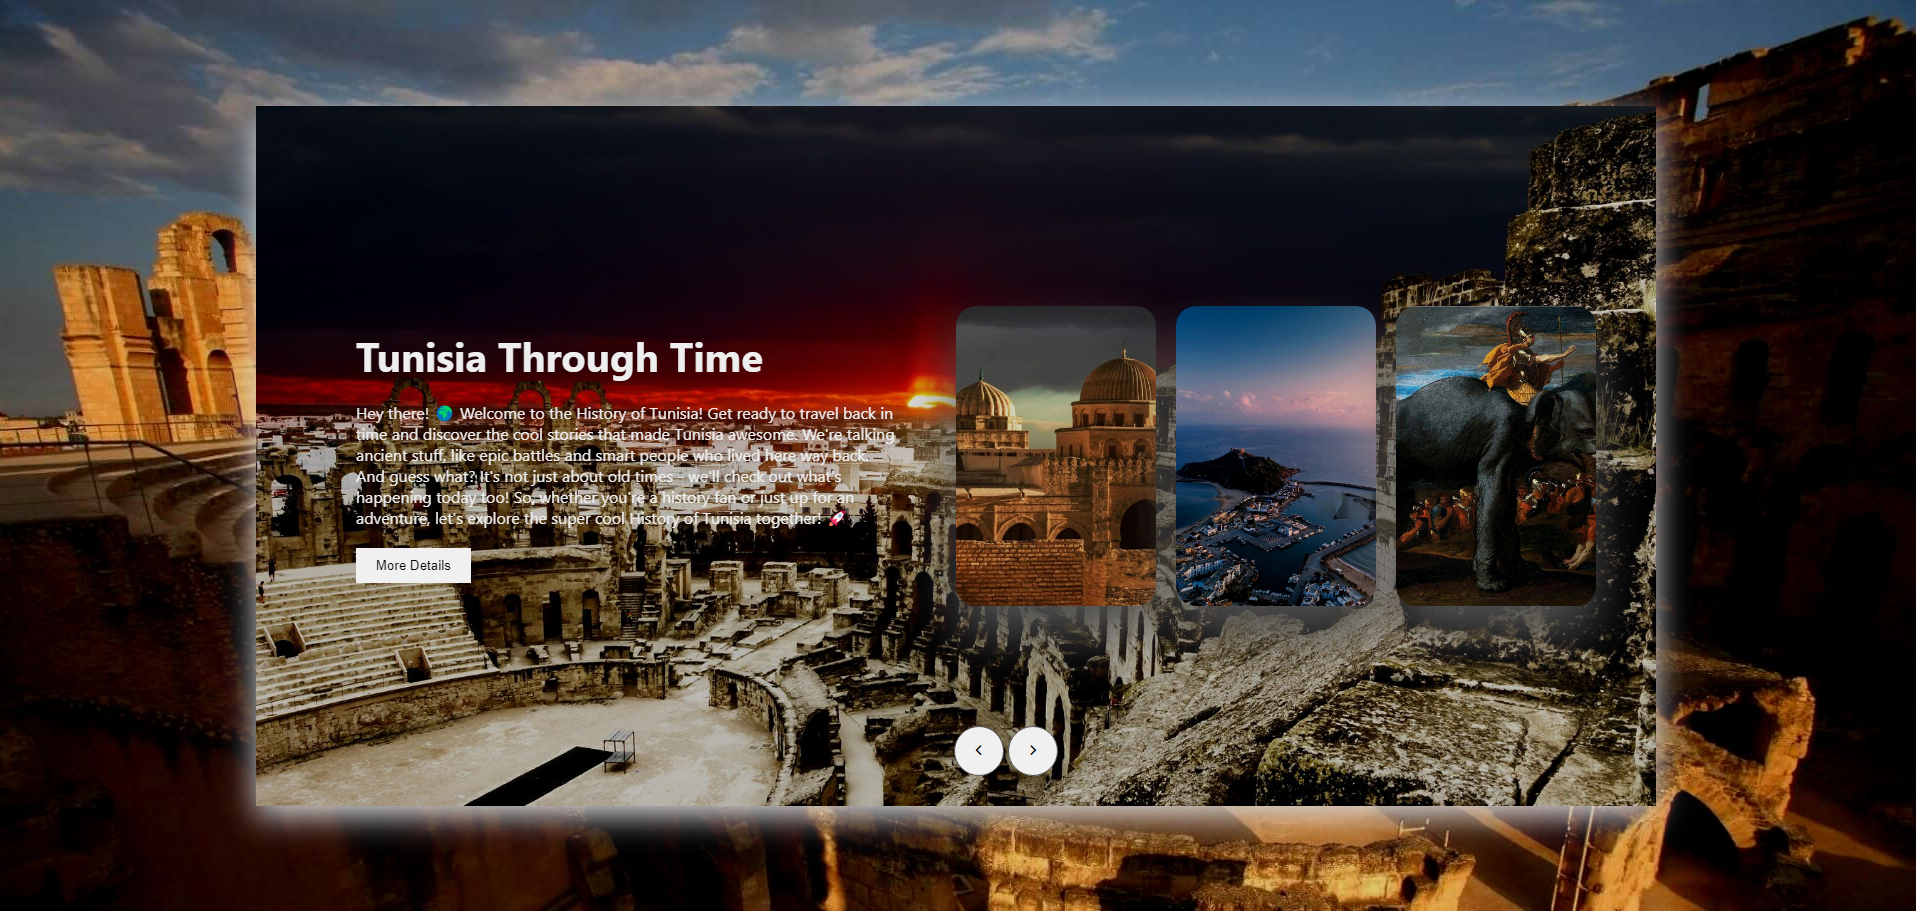 Tunisia Through Time
Hey there! 🌍 Welcome to the History of Tunisia! Get ready to travel back in
time and discover the cool stories that made Tunisia awesome. We're talking
ancient stuff, like epic battles and smart people who lived here way back.
And guess what? It's not just about old times - we'll check out what's
happening today too! So, whether you're a history fan or just up for an
adventure, let's explore the super cool History of Tunisia together! 🚀
More Details